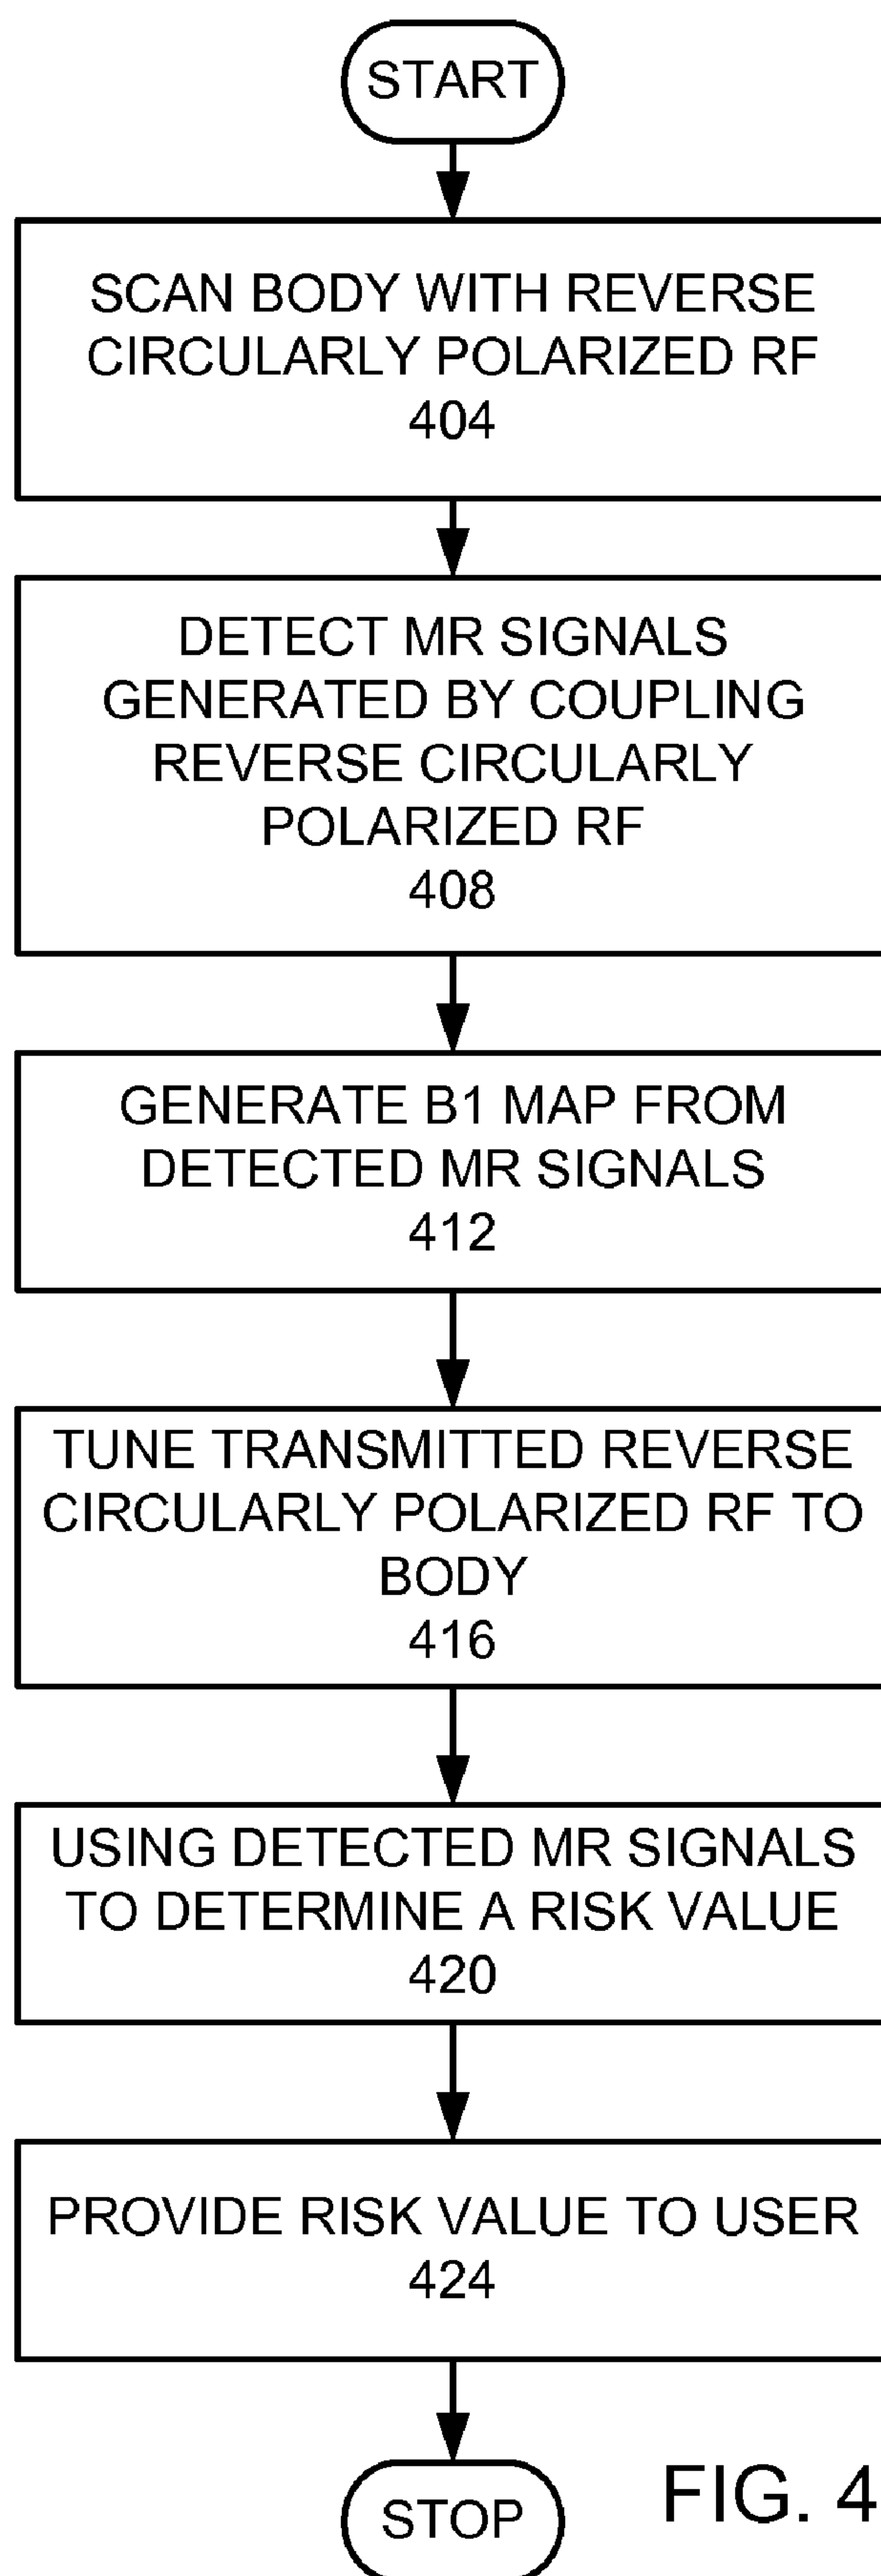 START
SCAN BODY WITH REVERSE
CIRCULARLY POLARIZED RF
404
DETECT MR SIGNALS
GENERATED BY COUPLING
REVERSE CIRCULARLY
POLARIZED RF
408
GENERATE B1 MAP FROM
DETECTED MR SIGNALS
412
TUNE TRANSMITTED REVERSE
CIRCULARLY POLARIZED RF TO
BODY
416
USING DETECTED MR SIGNALS
TO DETERMINE A RISK VALUE
420
PROVIDE RISK VALUE TO USER
424
STOP
FIG. 4